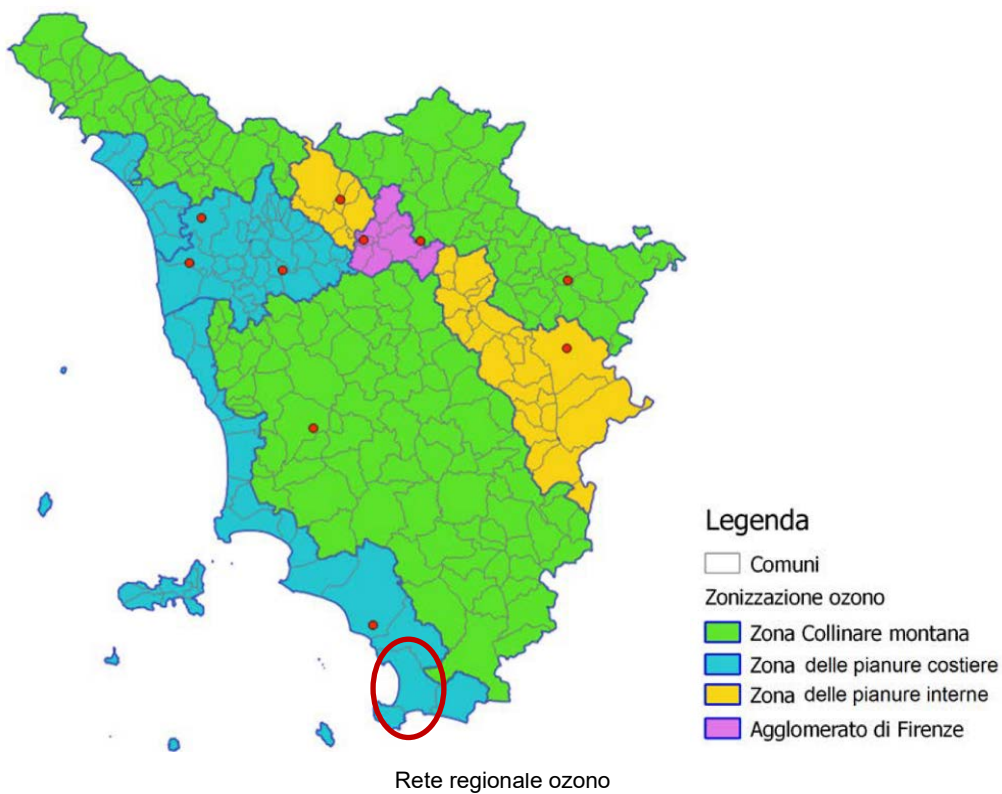 Legenda
Comuni
Zonizzazione ozono
Zona Collinare montana
Zona delle pianure costiere
Zona delle pianure interne
Agglomerato di Firenze
Rete regionale ozono